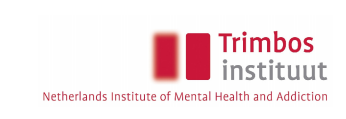 Trimbos
instituut
Netherlands Institute of Mental Health and Addiction